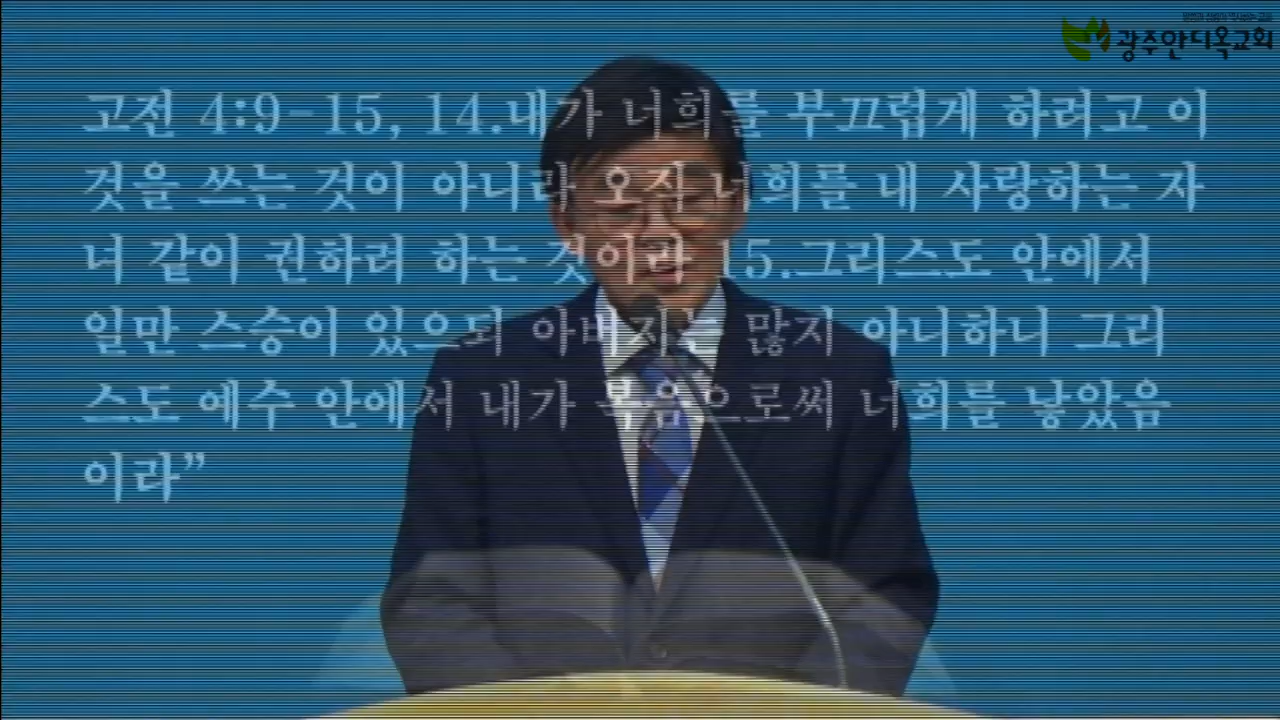 광주안디옥교회
고전 4:9-15, 14.내가 너희를 부끄럽게 하려고 이
것을 쓰는 것이 아니라 오직 너희를 내 사랑하는 자
녀 같이 권하려 하는 것이라 15.그리스도 안에서
일만 스승이 있으되 아버지는 많지 아니하니 그리
스도 예수 안에서 내가 복음으로써 너희를 낳았음
이라”